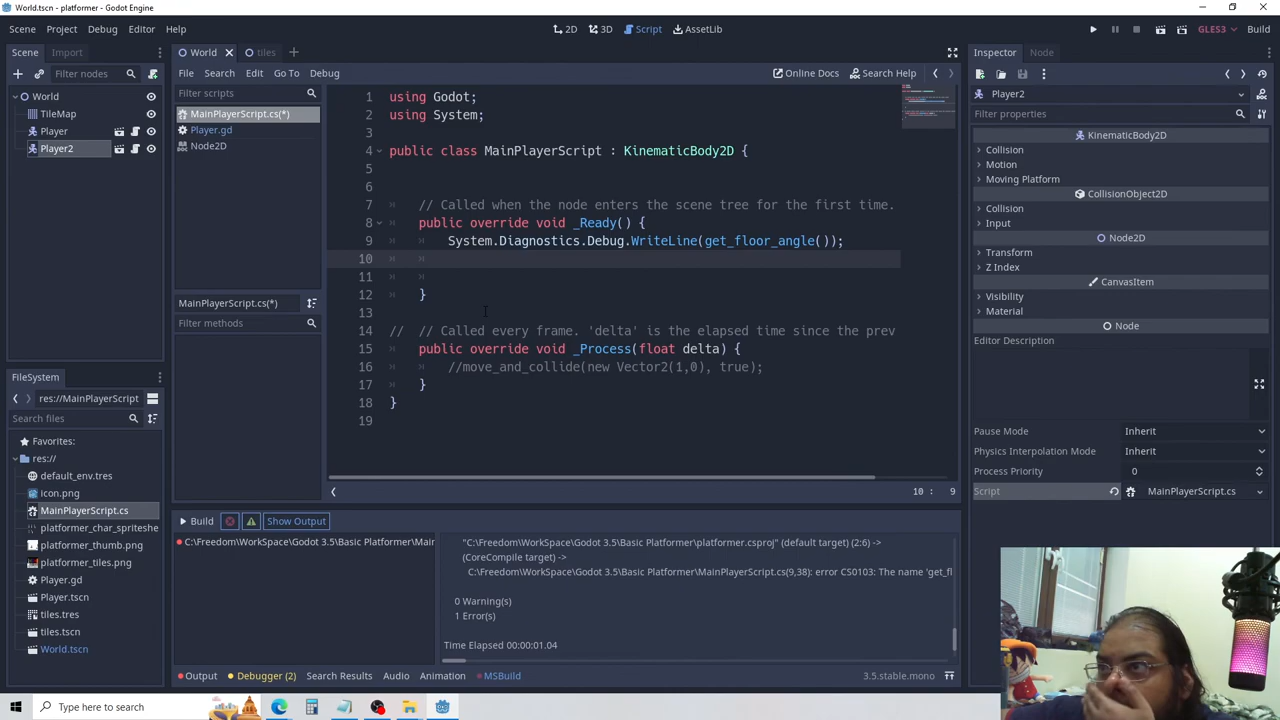 World.tscn - platformer - Godot Engine
Scene Project Debug Editor Help
2D 3D Script AssetLib
GLES3 Build
Scene Import
Filter nodes
World
TileMap
Player
Player2
World tiles
File Search Edit Go To Debug
Online Docs Search Help
Filter scripts
MainPlayerScript.cs(*)
Player.gd
Node2D
MainPlayerScript.cs(*)
Filter methods
1 using Godot;
2 using System;
3
4 public class MainPlayerScript : KinematicBody2D {
5
6
7 // Called when the node enters the scene tree for the first time.
8 public override void _Ready() {
9 System.Diagnostics.Debug.WriteLine(get_floor_angle());
10
11
12 }
13
14 // // Called every frame. 'delta' is the elapsed time since the prev
15 public override void _Process(float delta) {
16 //move_and_collide(new Vector2(1,0), true);
17 }
18 }
19
10 : 9
FileSystem
res://MainPlayerScript
Search files
Favorites:
res://
default_env.tres
icon.png
MainPlayerScript.cs
platformer_char_spriteshe
platformer_thumb.png
platformer_tiles.png
Player.gd
Player.tscn
tiles.tres
tiles.tscn
World.tscn
Build Show Output
C:\Freedom\WorkSpace\Godot 3.5\Basic Platformer\Main
"C:\Freedom\WorkSpace\Godot 3.5\Basic Platformer\platformer.csproj" (default target) (2:6) ->
(CoreCompile target) ->
C:\Freedom\WorkSpace\Godot 3.5\Basic Platformer\MainPlayerScript.cs(9,38): error CS0103: The name 'get_fl
0 Warning(s)
1 Error(s)
Time Elapsed 00:00:01.04
Output Debugger (2) Search Results Audio Animation MSBuild
3.5.stable.mono
Inspector Node
Player2
Filter properties
KinematicBody2D
Collision
Motion
Moving Platform
CollisionObject2D
Collision
Input
Node2D
Transform
Z Index
CanvasItem
Visibility
Material
Node
Editor Description
Pause Mode Inherit
Physics Interpolation Mode Inherit
Process Priority 0
Script MainPlayerScript.cs
Type here to search